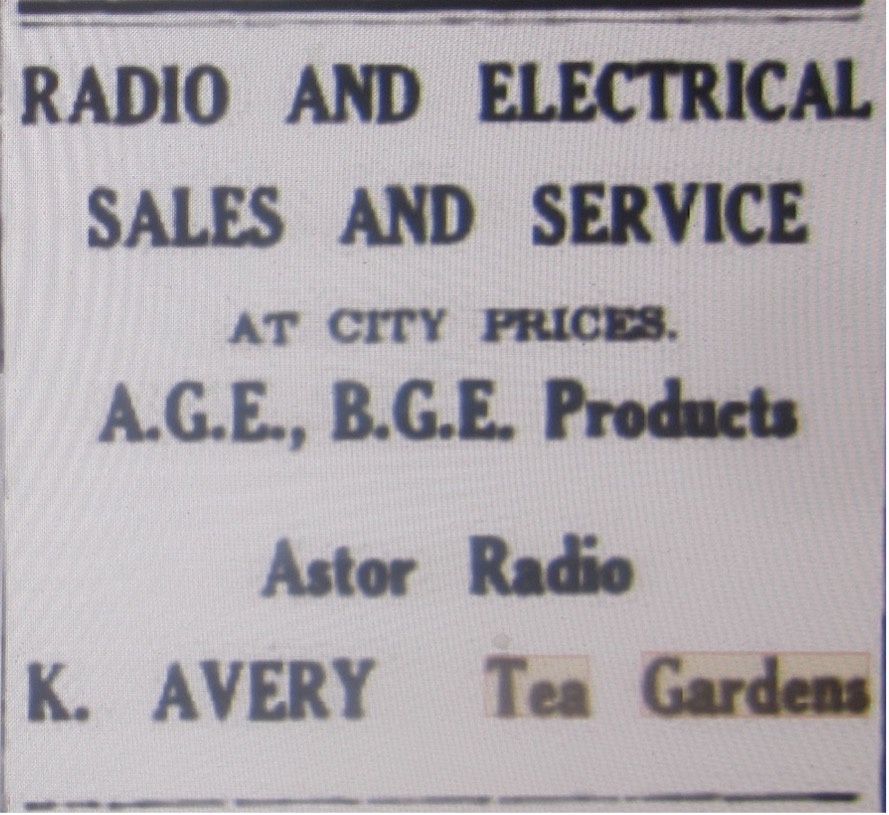 RADIO AND ELECTRICAL
SALES AND SERVICE
AT CITY PRICES.
A.G.E., B.G.E. Products
Astor Radio
K. AVERY Tea Gardens